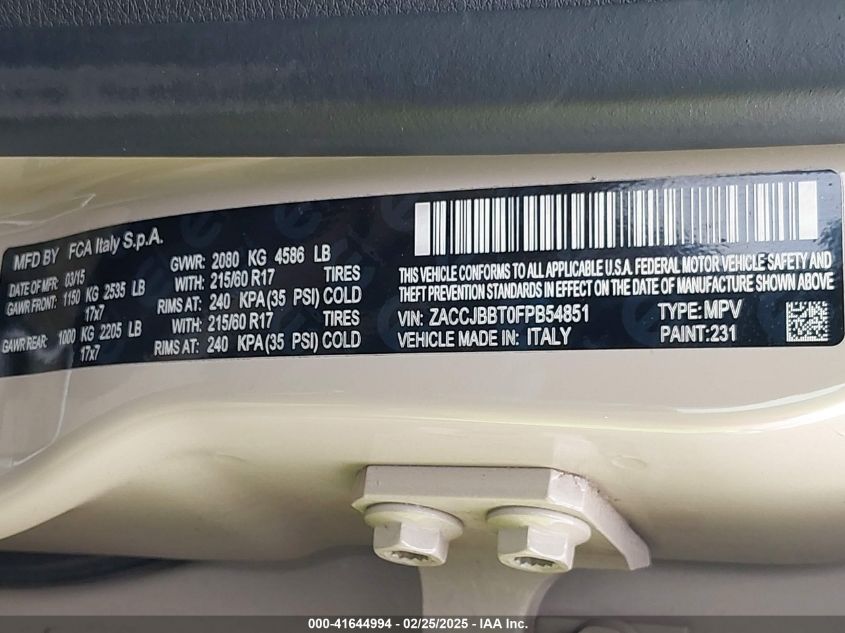 MFD BY FCA Italy S.p.A.
DATE OF MFR 03/15 GVWR: 2080 KG 4586 LB
GAWR FRONT: 1150 KG 2535 LB WITH: 215/60 R17 TIRES
17x7 RIMS AT: 240 KPA(35 PSI) COLD
GAWR REAR: 1000 KG 2205 LB WITH: 215/60 R17 TIRES
17x7 RIMS AT: 240 KPA(35 PSI) COLD
THIS VEHICLE CONFORMS TO ALL APPLICABLE U.S.A. FEDERAL MOTOR VEHICLE SAFETY AND
THEFT PREVENTION STANDARDS IN EFFECT ON THE DATE OF MANUFACTURE SHOWN ABOVE.
VIN: ZACCJBBT0FPB54851 TYPE: MPV
VEHICLE MADE IN: ITALY PAINT:231
000-41644994 / 02/25/2025 - IAA Inc.